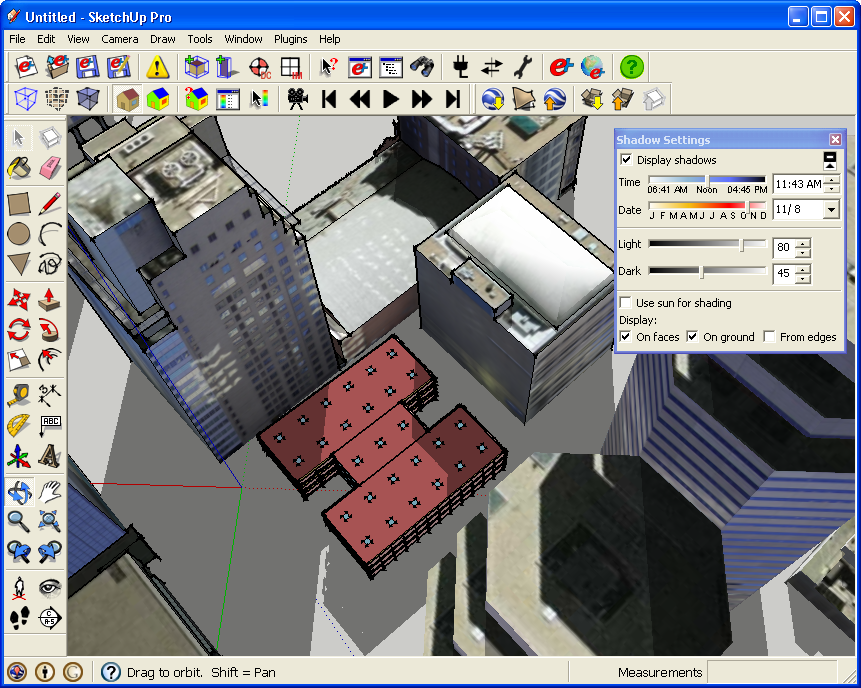 Untitled - SketchUp Pro
File Edit View Camera Draw Tools Window Plugins Help
Shadow Settings
Display shadows
Time 06:41 AM Noon 04:45 PM 11:43 AM
Date J F M A M J J A S O N D 11/ 8
Light 80
Dark 45
Use sun for shading
Display:
On faces On ground From edges
ABC
Drag to orbit. Shift = Pan Measurements